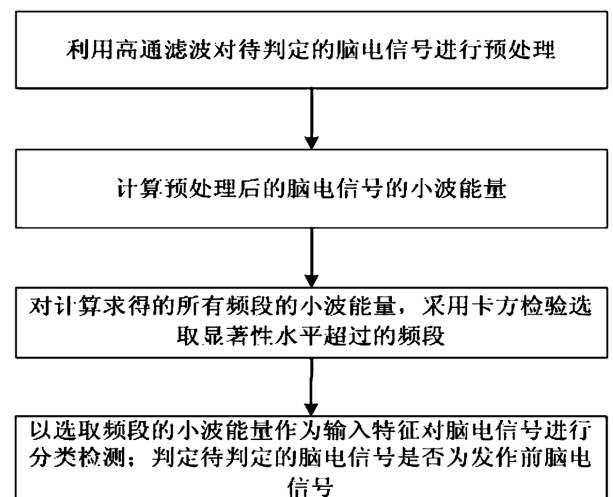 利用高通滤波对待判定的脑电信号进行预处理
计算预处理后的脑电信号的小波能量
对计算求得的所有频段的小波能量，采用卡方检验选
取显著性水平超过的频段
以选取频段的小波能量作为输入特征对脑电信号进行
分类检测；判定待判定的脑电信号是否为发作前脑电
信号